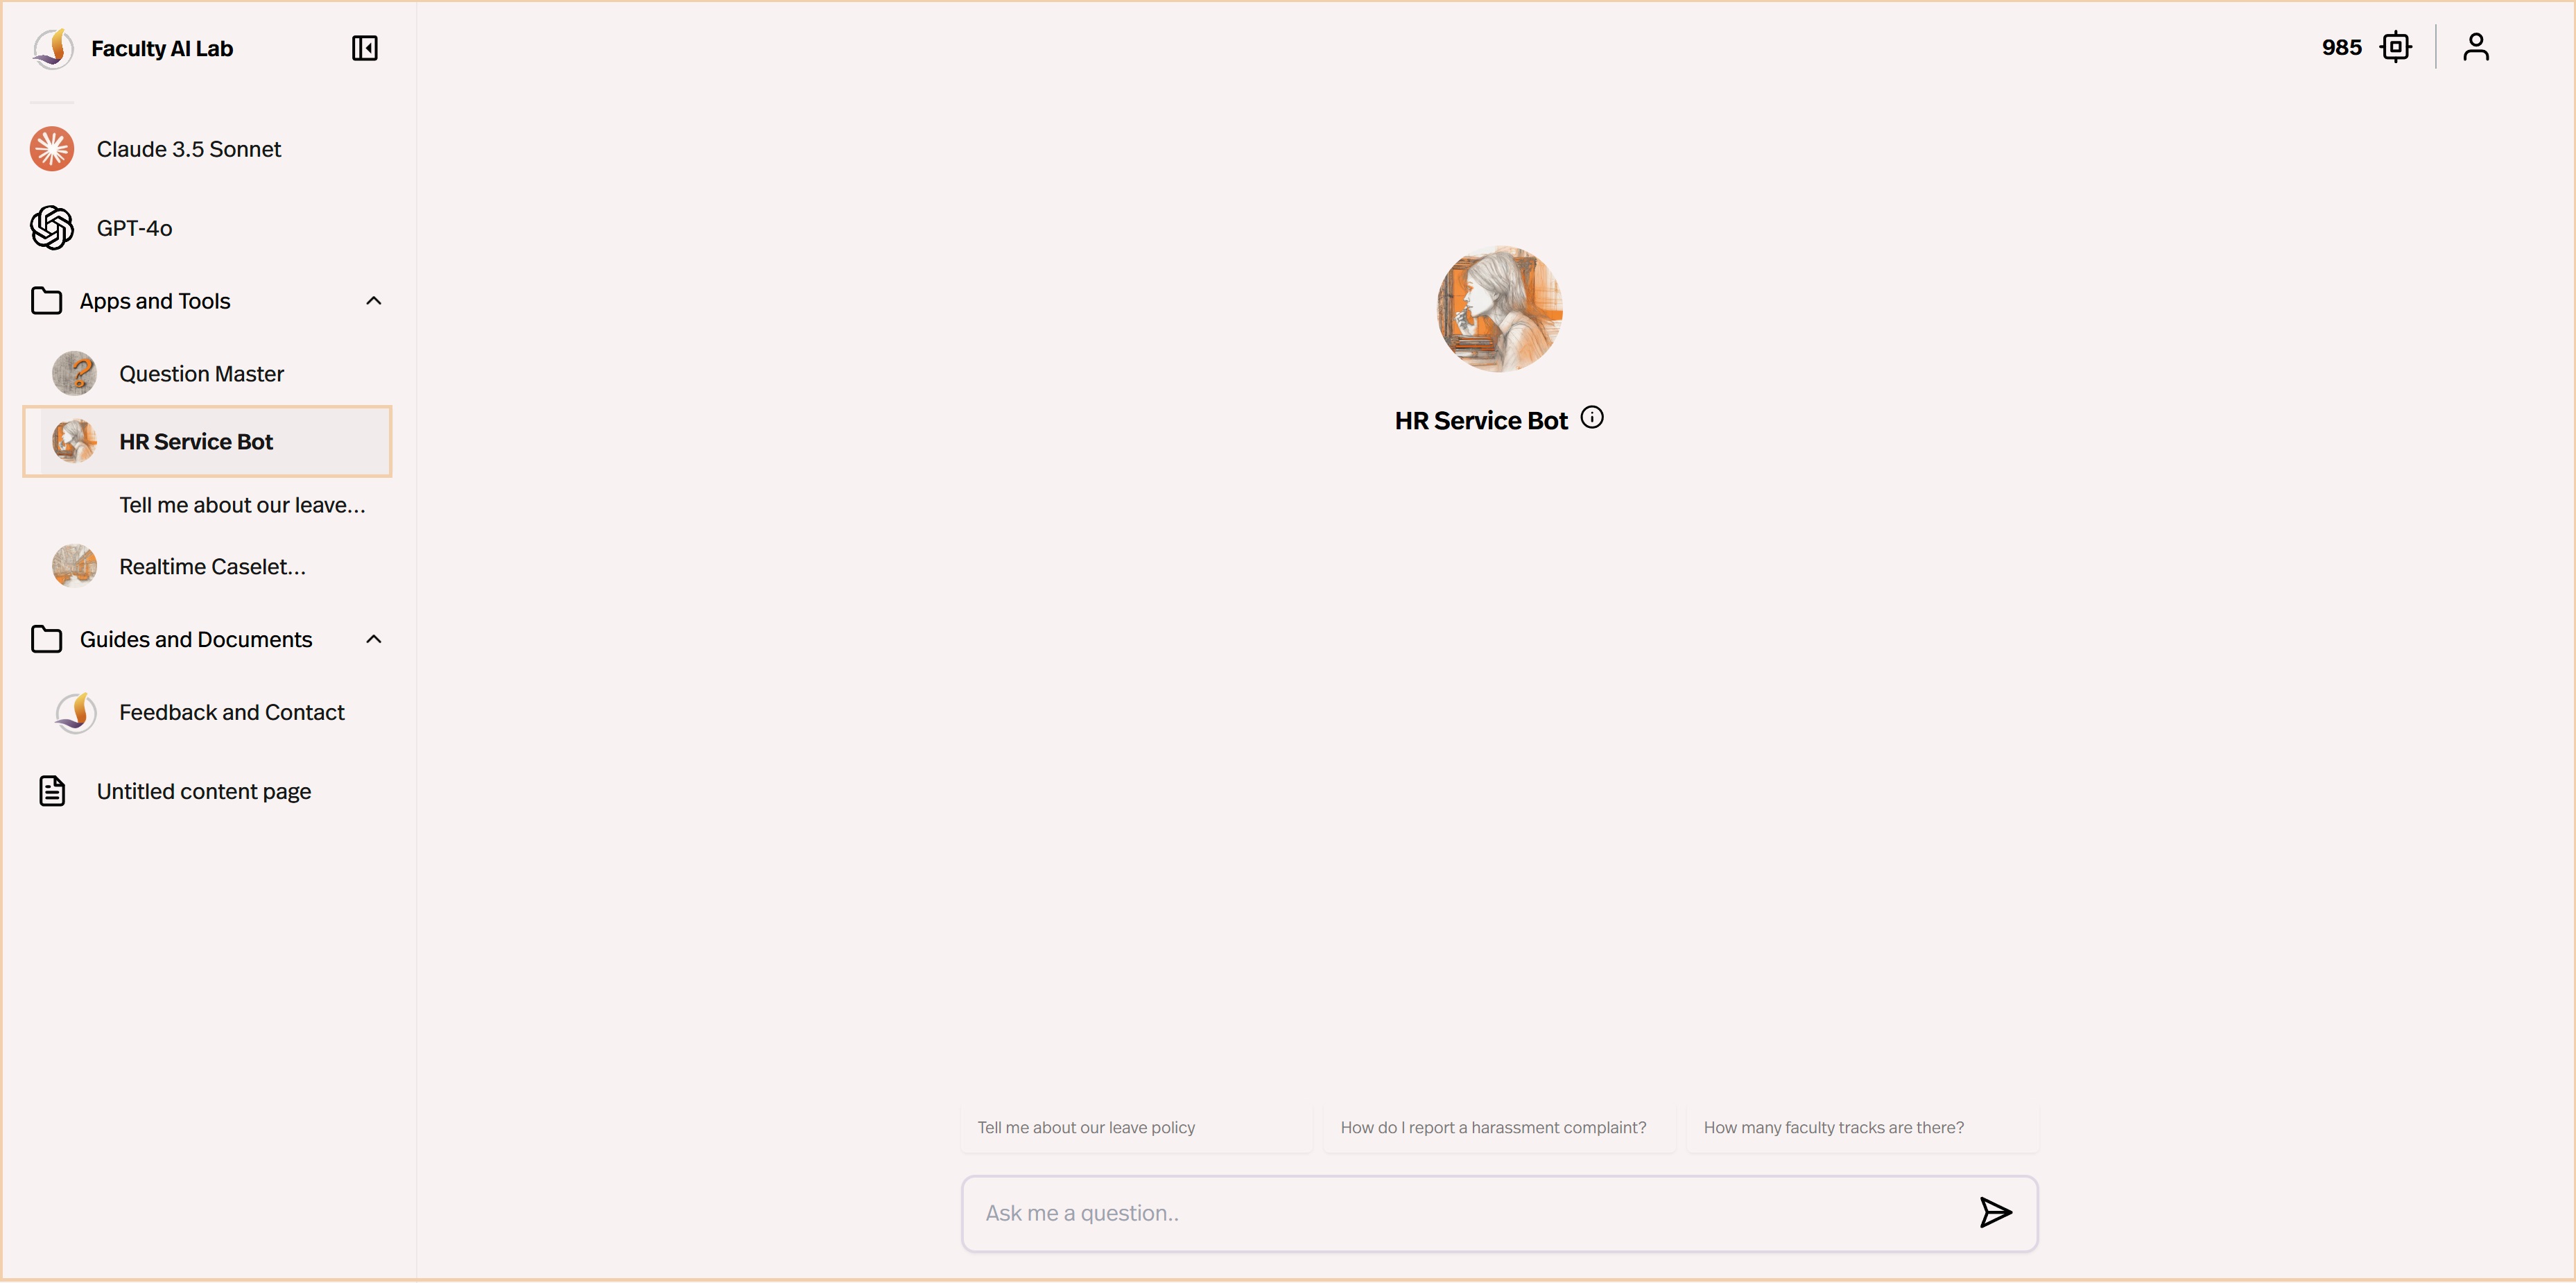 Faculty AI Lab
985
Claude 3.5 Sonnet
GPT-4o
Apps and Tools
Question Master
HR Service Bot
Tell me about our leave...
Realtime Caselet...
Guides and Documents
Feedback and Contact
Untitled content page
HR Service Bot
Tell me about our leave policy
How do I report a harassment complaint?
How many faculty tracks are there?
Ask me a question..